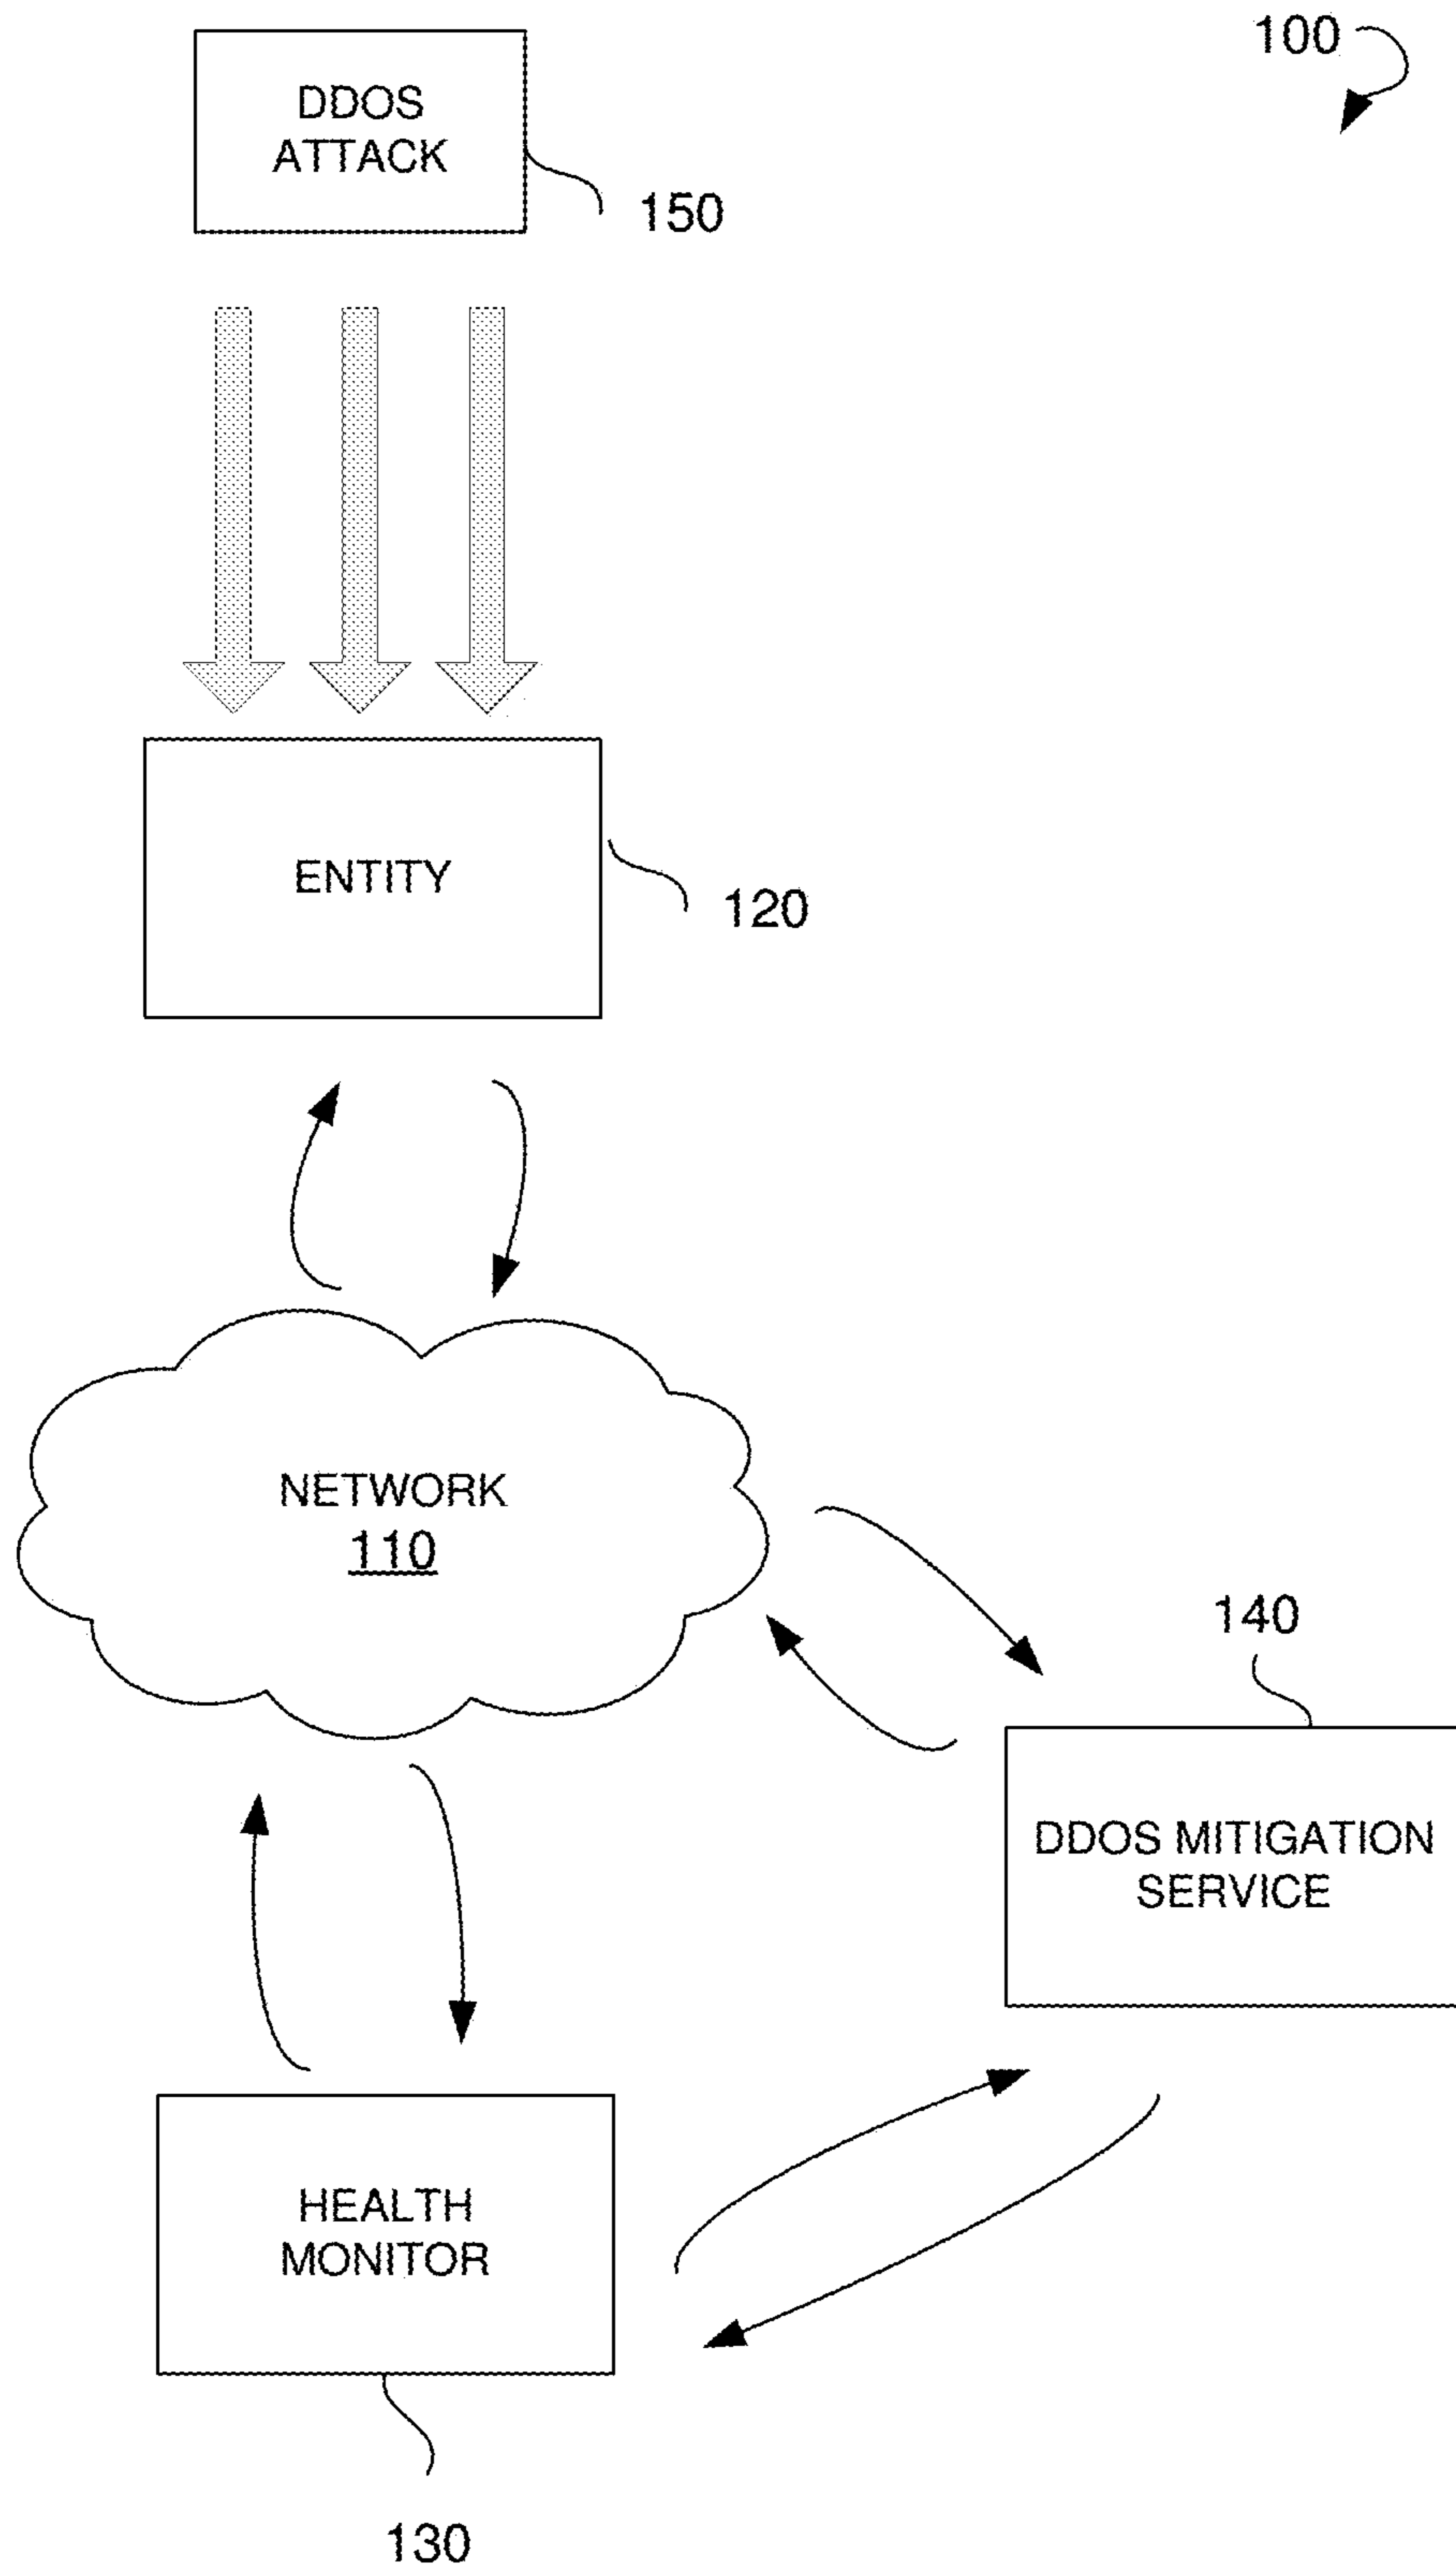 100
DDOS
ATTACK
150
ENTITY
120
NETWORK
110
140
DDOS MITIGATION
SERVICE
HEALTH
MONITOR
130